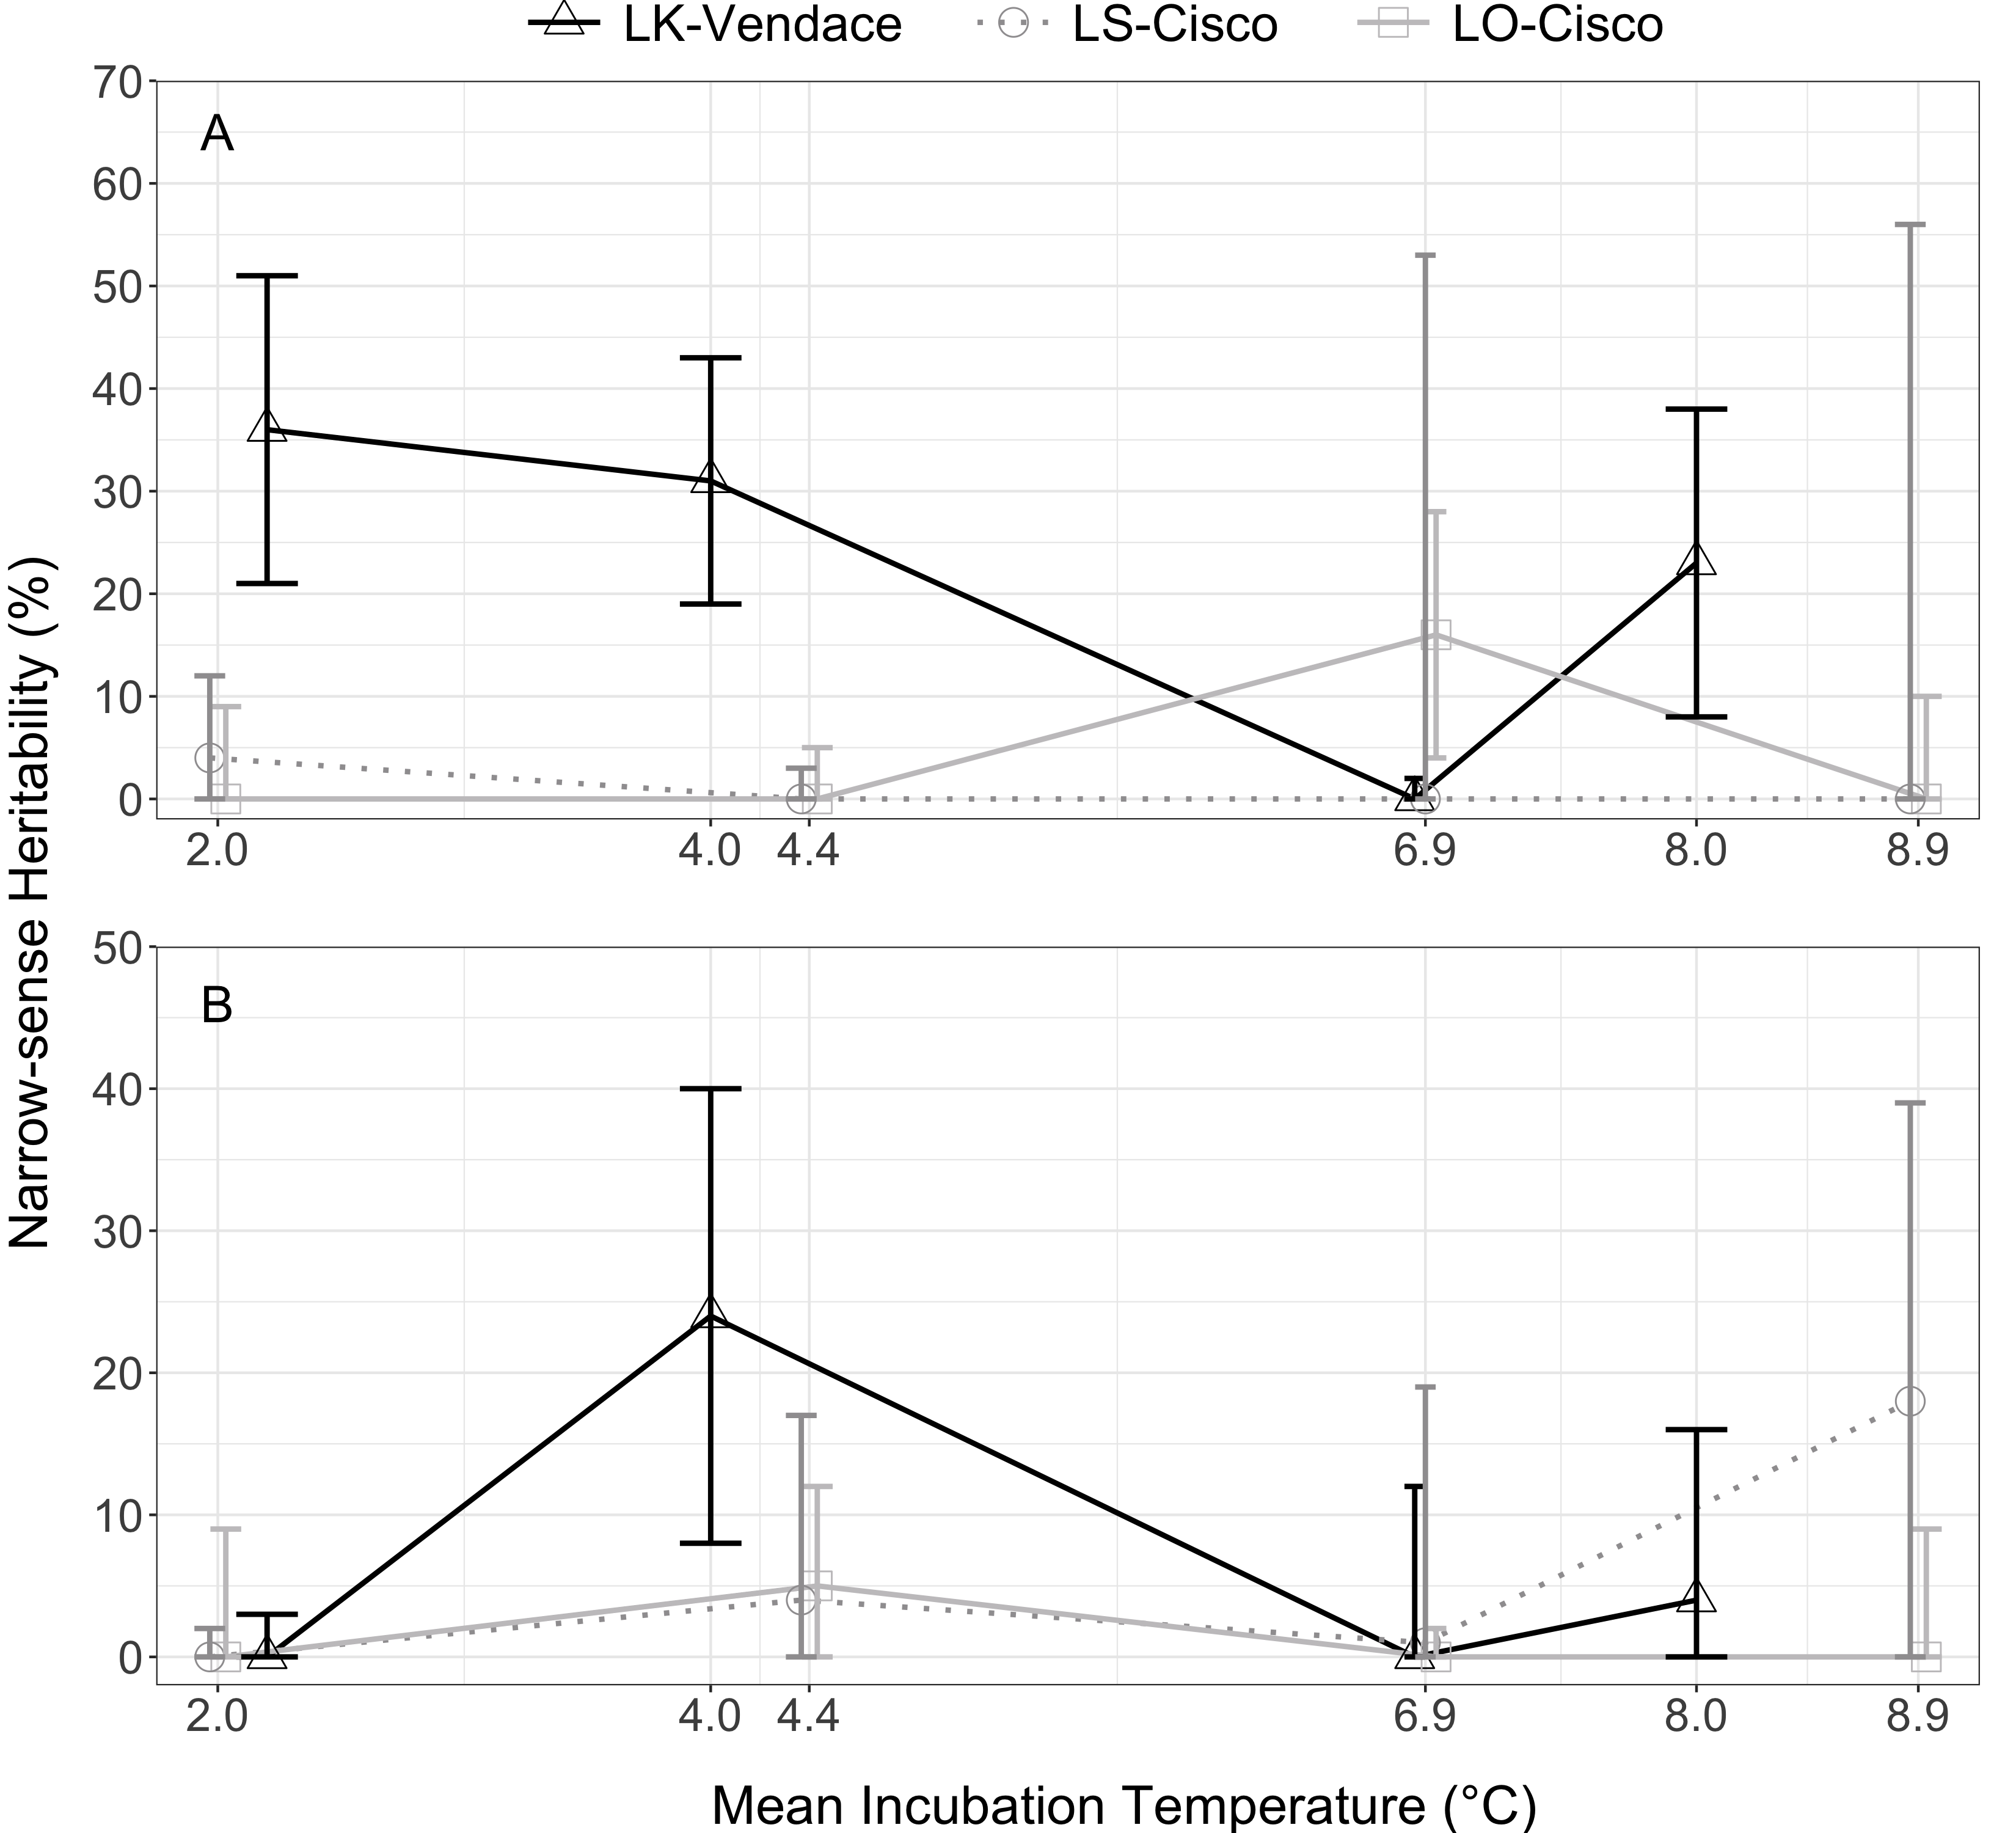 LK-Vendace LS-Cisco LO-Cisco
70
A
60
50
40
30
20
10
0
2.0 4.0 4.4 6.9 8.0 8.9
Narrow-sense Heritability (%)
50
B
40
30
20
10
0
2.0 4.0 4.4 6.9 8.0 8.9
Mean Incubation Temperature (°C)